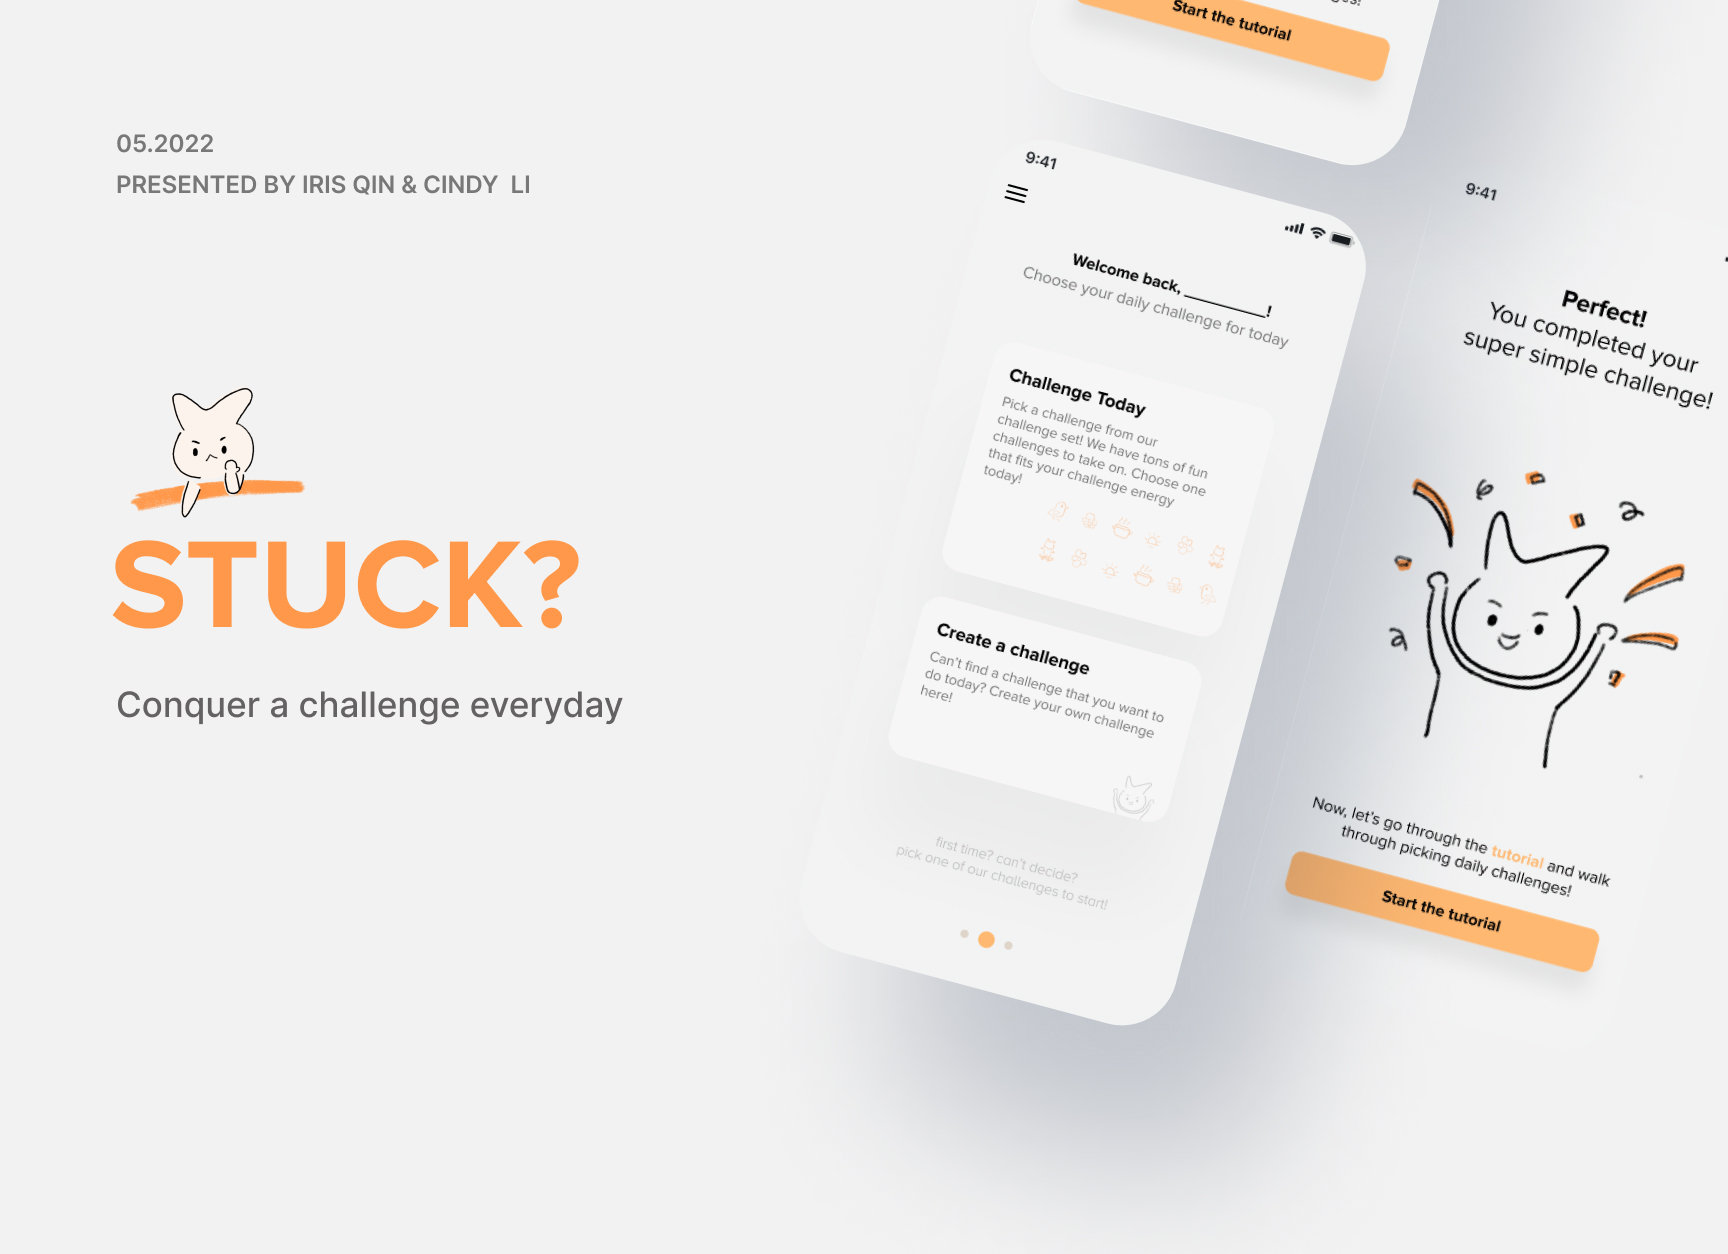 05.2022
PRESENTED BY IRIS QIN & CINDY  LI
STUCK?
Conquer a challenge everyday
Start the tutorial
9:41
Welcome back, _________!
Choose your daily challenge for today
Challenge Today
Pick a challenge from our
challenge set! We have tons of fun
challenges to take on. Choose one
that fits your challenge energy
today!
Create a challenge
Can't find a challenge that you want to
do today? Create your own challenge
here!
first time? can't decide?
pick one of our challenges to start!
9:41
Perfect!
You completed your
super simple challenge!
Now, let's go through the tutorial and walk
through picking daily challenges!
Start the tutorial